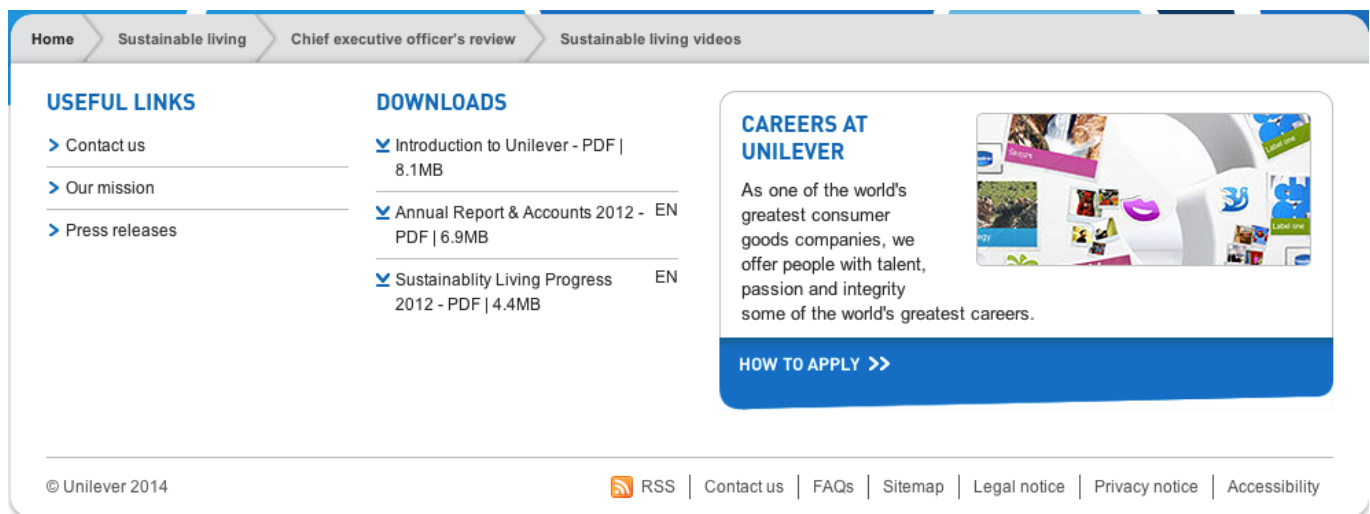 Home Sustainable living Chief executive officer's review Sustainable living videos
USEFUL LINKS
Contact us
Our mission
Press releases
DOWNLOADS
Introduction to Unilever - PDF |
8.1MB
Annual Report & Accounts 2012 - EN
PDF | 6.9MB
Sustainablity Living Progress EN
2012 - PDF | 4.4MB
CAREERS AT
UNILEVER
As one of the world's
greatest consumer
goods companies, we
offer people with talent,
passion and integrity
some of the world's greatest careers.
Label one
Label one
HOW TO APPLY
© Unilever 2014
RSS | Contact us | FAQs | Sitemap | Legal notice | Privacy notice | Accessibility